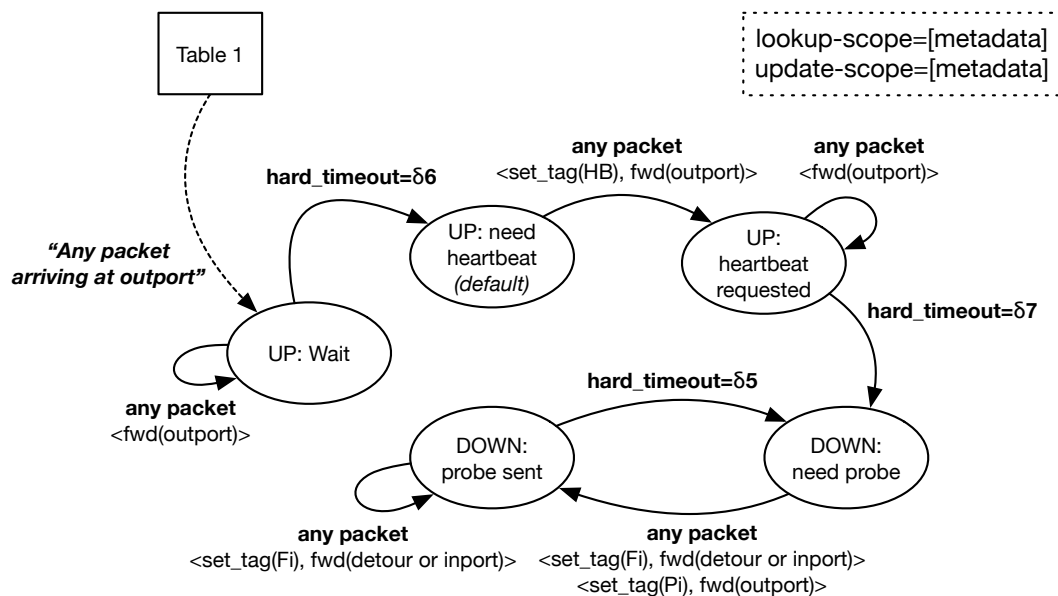 Table 1
lookup-scope=[metadata]
update-scope=[metadata]
any packet
<set_tag(HB), fwd(outport)>
any packet
<fwd(outport)>
hard_timeout=δ6
UP: need
heartbeat
(default)
UP:
heartbeat
requested
“Any packet
arriving at outport”
hard_timeout=δ7
UP: Wait
any packet
<fwd(outport)>
hard_timeout=δ5
DOWN:
probe sent
DOWN:
need probe
any packet
<set_tag(Fi), fwd(detour or inport)>
any packet
<set_tag(Fi), fwd(detour or inport)>
<set_tag(Pi), fwd(outport)>